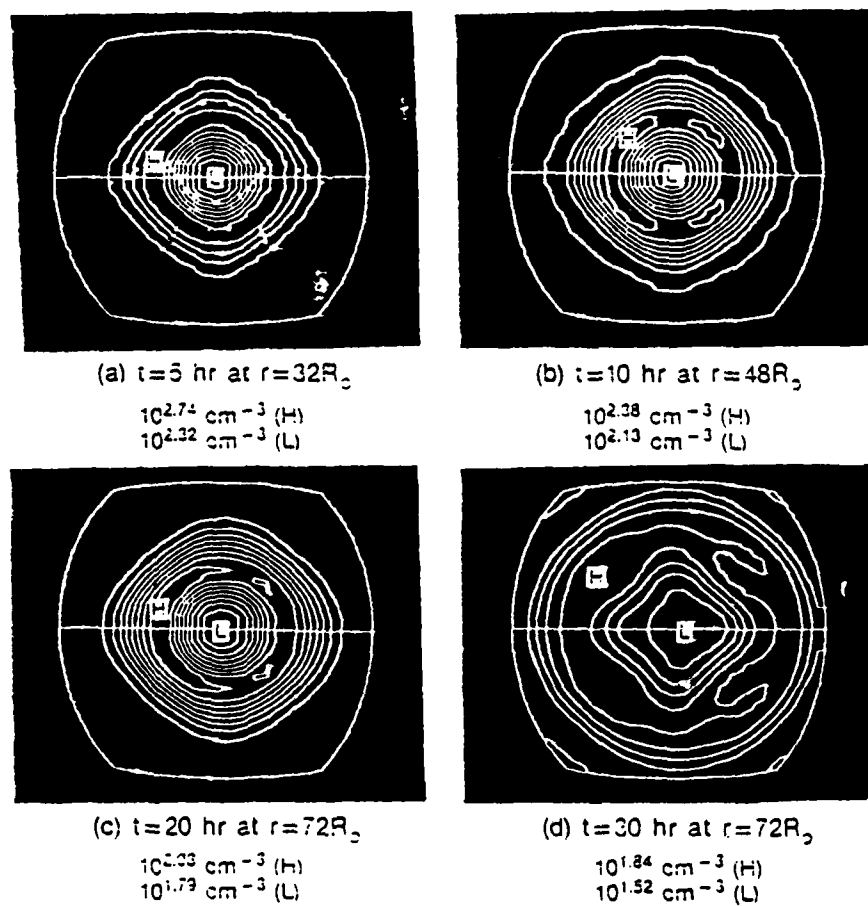 H
L
H
L
(a) t=5 hr at r=32R
(b) t=10 hr at r=48R
10^2.74 cm^−3 (H)
10^2.32 cm^−3 (L)
10^2.38 cm^−3 (H)
10^2.13 cm^−3 (L)
H
L
H
L
(c) t=20 hr at r=72R
(d) t=30 hr at r=72R
cm^−3 (H)
10^1.79 cm^−3 (L)
10^1.84 cm^−3 (H)
10^1.52 cm^−3 (L)